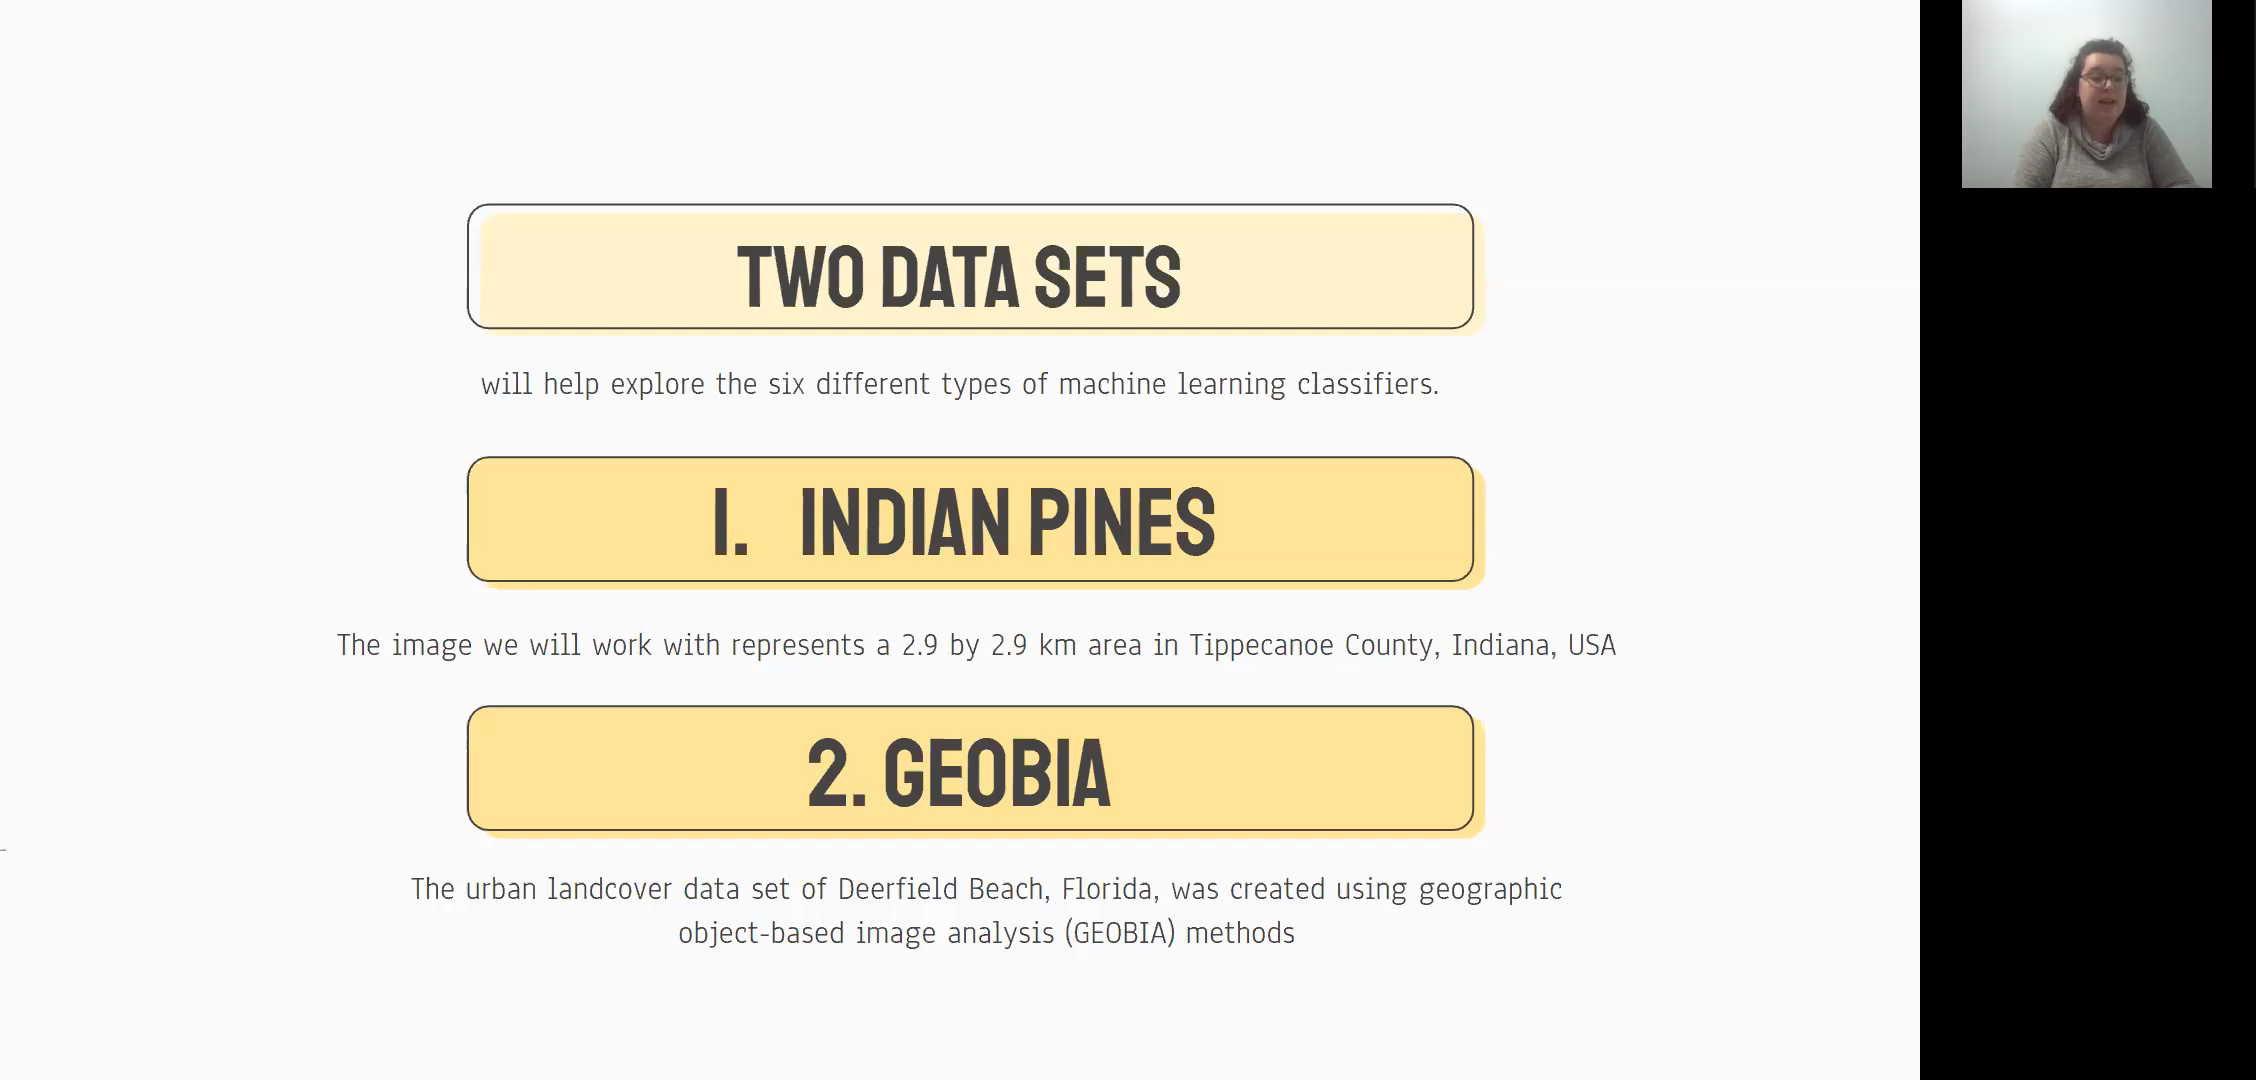 TWO DATA SETS
will help explore the six different types of machine learning classifiers.
1. INDIAN PINES
The image we will work with represents a 2.9 by 2.9 km area in Tippecanoe County, Indiana, USA
2. GEOBIA
The urban landcover data set of Deerfield Beach, Florida, was created using geographic
object-based image analysis (GEOBIA) methods